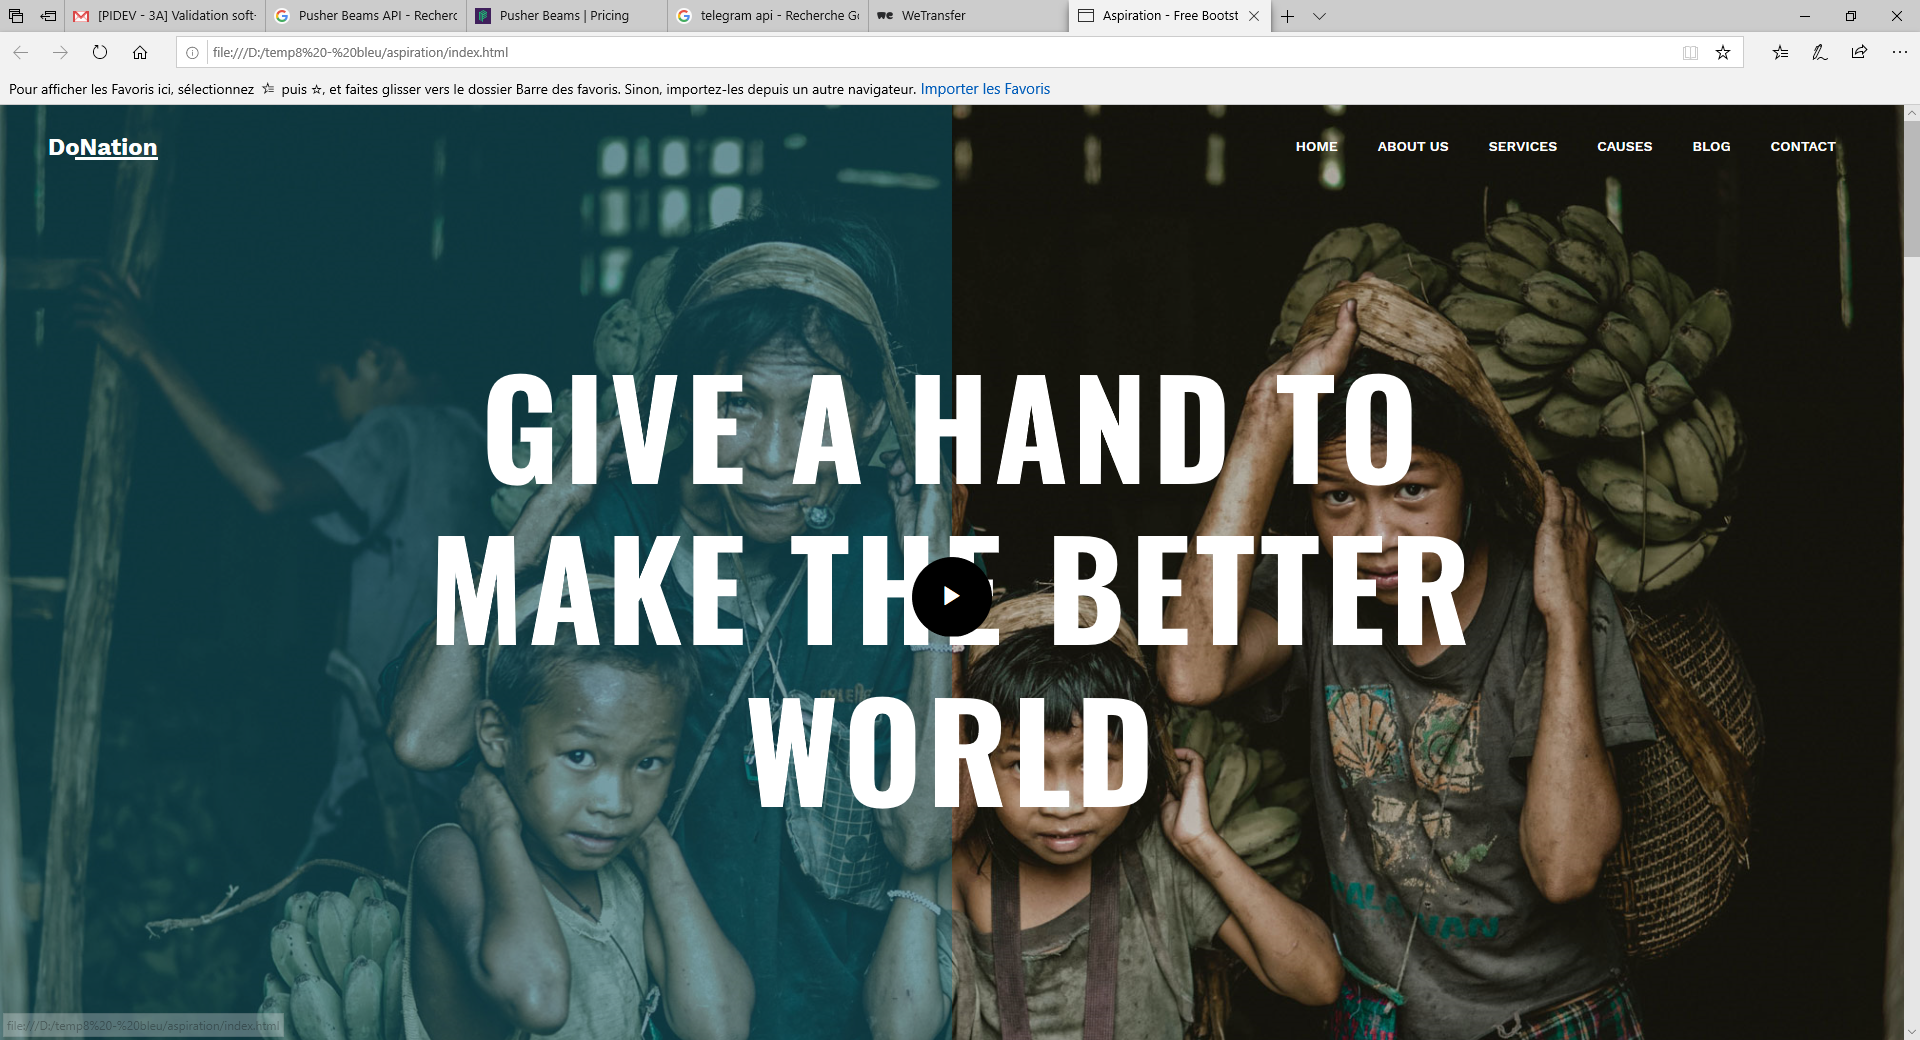 [PIDEV - 3A] Validation soft-
Pusher Beams API - Recherc
Pusher Beams | Pricing
telegram api - Recherche Go
WeTransfer
Aspiration - Free Bootst
file:///D:/temp8%20-%20bleu/aspiration/index.html
Pour afficher les Favoris ici, sélectionnez puis ☆, et faites glisser vers le dossier Barre des favoris. Sinon, importez-les depuis un autre navigateur. Importer les Favoris
DoNation
HOME ABOUT US SERVICES CAUSES BLOG CONTACT
GIVE A HAND TO
MAKE THE BETTER
WORLD
file:///D:/temp8%20-%20bleu/aspiration/index.html